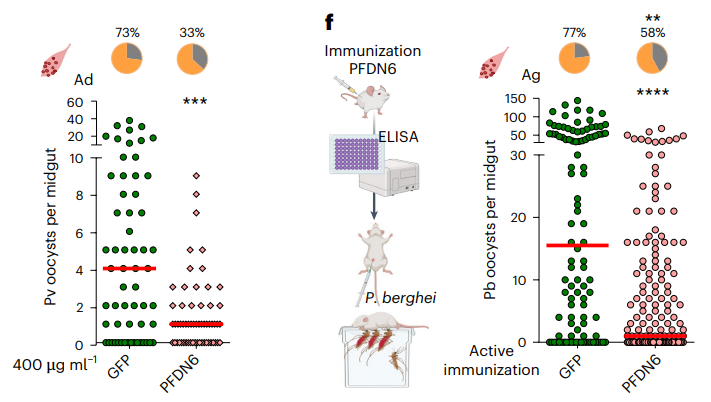 73%
33%
Ad
***
60
40
20
10
8
6
4
2
0
Pv oocysts per midgut
400 μg ml⁻¹
GFP
PFDN6
f
Immunization
PFDN6
ELISA
P. berghei
**
77%
58%
Ag
****
150
100
50
30
20
10
0
Pb oocysts per midgut
Active
immunization
GFP
PFDN6